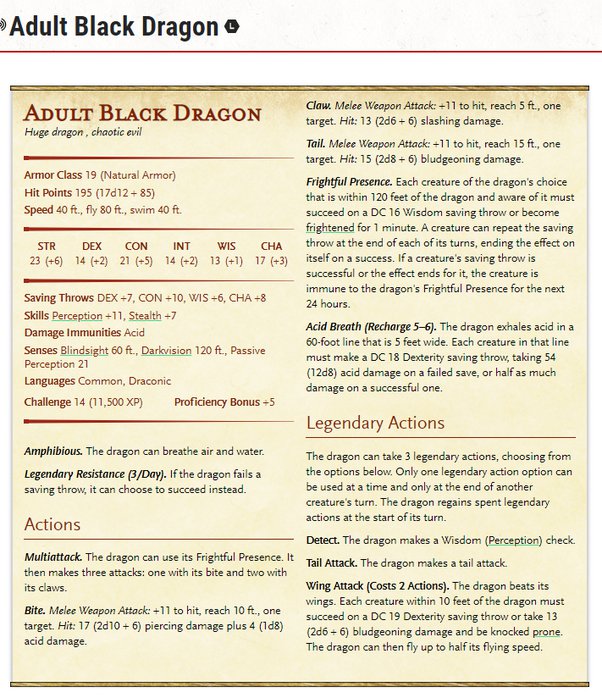 Adult Black Dragon
ADULT BLACK DRAGON
Huge dragon , chaotic evil
Armor Class 19 (Natural Armor)
Hit Points 195 (17d12 + 85)
Speed 40 ft., fly 80 ft., swim 40 ft.
STR DEX CON INT WIS CHA
23 (+6) 14 (+2) 21 (+5) 14 (+2) 13 (+1) 17 (+3)
Saving Throws DEX +7, CON +10, WIS +6, CHA +8
Skills Perception +11, Stealth +7
Damage Immunities Acid
Senses Blindsight 60 ft., Darkvision 120 ft., Passive
Perception 21
Languages Common, Draconic
Challenge 14 (11,500 XP) Proficiency Bonus +5
Amphibious. The dragon can breathe air and water.
Legendary Resistance (3/Day). If the dragon fails a
saving throw, it can choose to succeed instead.
Actions
Multiattack. The dragon can use its Frightful Presence. It
then makes three attacks: one with its bite and two with
its claws.
Bite. Melee Weapon Attack: +11 to hit, reach 10 ft., one
target. Hit: 17 (2d10 + 6) piercing damage plus 4 (1d8)
acid damage.
Claw. Melee Weapon Attack: +11 to hit, reach 5 ft., one
target. Hit: 13 (2d6 + 6) slashing damage.
Tail. Melee Weapon Attack: +11 to hit, reach 15 ft., one
target. Hit: 15 (2d8 + 6) bludgeoning damage.
Frightful Presence. Each creature of the dragon's choice
that is within 120 feet of the dragon and aware of it must
succeed on a DC 16 Wisdom saving throw or become
frightened for 1 minute. A creature can repeat the saving
throw at the end of each of its turns, ending the effect on
itself on a success. If a creature's saving throw is
successful or the effect ends for it, the creature is
immune to the dragon's Frightful Presence for the next
24 hours.
Acid Breath (Recharge 5–6). The dragon exhales acid in a
60-foot line that is 5 feet wide. Each creature in that line
must make a DC 18 Dexterity saving throw, taking 54
(12d8) acid damage on a failed save, or half as much
damage on a successful one.
Legendary Actions
The dragon can take 3 legendary actions, choosing from
the options below. Only one legendary action option can
be used at a time and only at the end of another
creature's turn. The dragon regains spent legendary
actions at the start of its turn.
Detect. The dragon makes a Wisdom (Perception) check.
Tail Attack. The dragon makes a tail attack.
Wing Attack (Costs 2 Actions). The dragon beats its
wings. Each creature within 10 feet of the dragon must
succeed on a DC 19 Dexterity saving throw or take 13
(2d6 + 6) bludgeoning damage and be knocked prone.
The dragon can then fly up to half its flying speed.